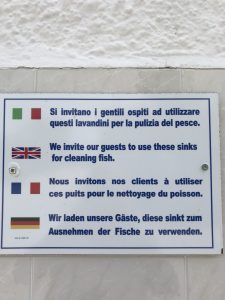 Si invitano i gentili ospiti ad utilizzare
questi lavandini per la pulizia del pesce.
We invite our guests to use these sinks
for cleaning fish.
Nous invitons nos clients à utiliser
ces puits pour le nettoyage du poisson.
Wir laden unsere Gäste, diese sinkt zum
Ausnehmen der Fische zu verwenden.